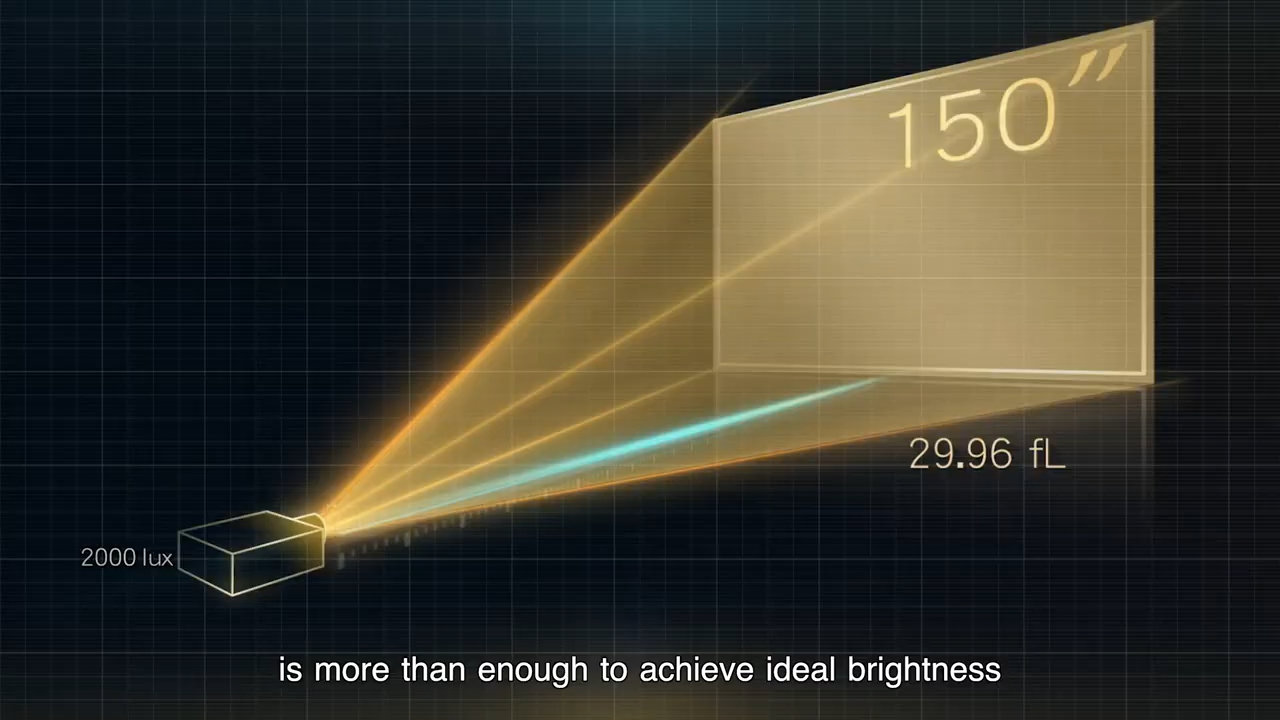 150″
29.96 fL
2000 lux
is more than enough to achieve ideal brightness